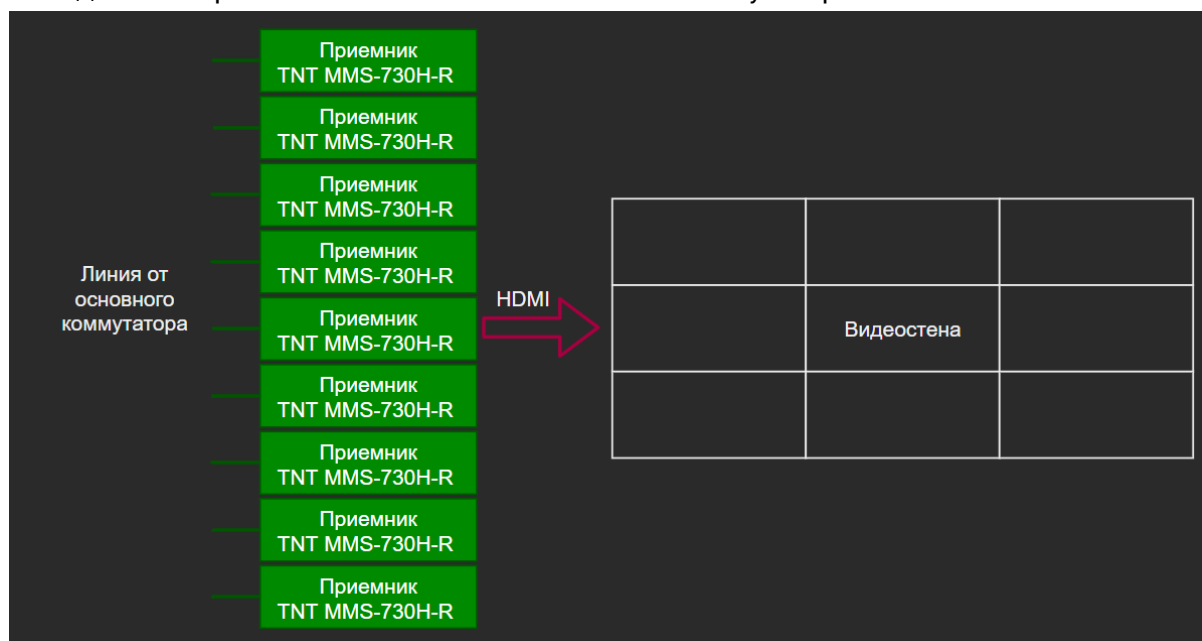 Приемник
TNT MMS-730H-R
Приемник
TNT MMS-730H-R
Приемник
TNT MMS-730H-R
Приемник
TNT MMS-730H-R
Линия от
основного
коммутатора
HDMI
Приемник
TNT MMS-730H-R
Видеостена
Приемник
TNT MMS-730H-R
Приемник
TNT MMS-730H-R
Приемник
TNT MMS-730H-R
Приемник
TNT MMS-730H-R